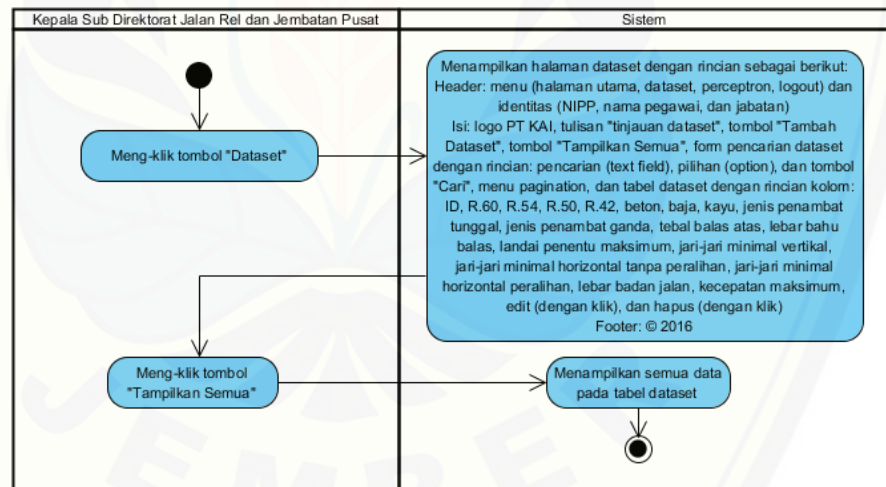 Kepala Sub Direktorat Jalan Rel dan Jembatan Pusat
Sistem
Meng-klik tombol "Dataset"
Menampilkan halaman dataset dengan rincian sebagai berikut:
Header: menu (halaman utama, dataset, perceptron, logout) dan
identitas (NIPP, nama pegawai, dan jabatan)
Isi: logo PT KAI, tulisan "tinjauan dataset", tombol "Tambah
Dataset", tombol "Tampilkan Semua", form pencarian dataset
dengan rincian: pencarian (text field), pilihan (option), dan tombol
"Cari", menu pagination, dan tabel dataset dengan rincian kolom:
ID, R.60, R.54, R.50, R.42, beton, baja, kayu, jenis penambat
tunggal, jenis penambat ganda, tebal balas atas, lebar bahu
balas, landai penentu maksimum, jari-jari minimal vertikal,
jari-jari minimal horizontal tanpa peralihan, jari-jari minimal
horizontal peralihan, lebar badan jalan, kecepatan maksimum,
edit (dengan klik), dan hapus (dengan klik)
Footer: © 2016
Meng-klik tombol
"Tampilkan Semua"
Menampilkan semua data
pada tabel dataset
JEMBER